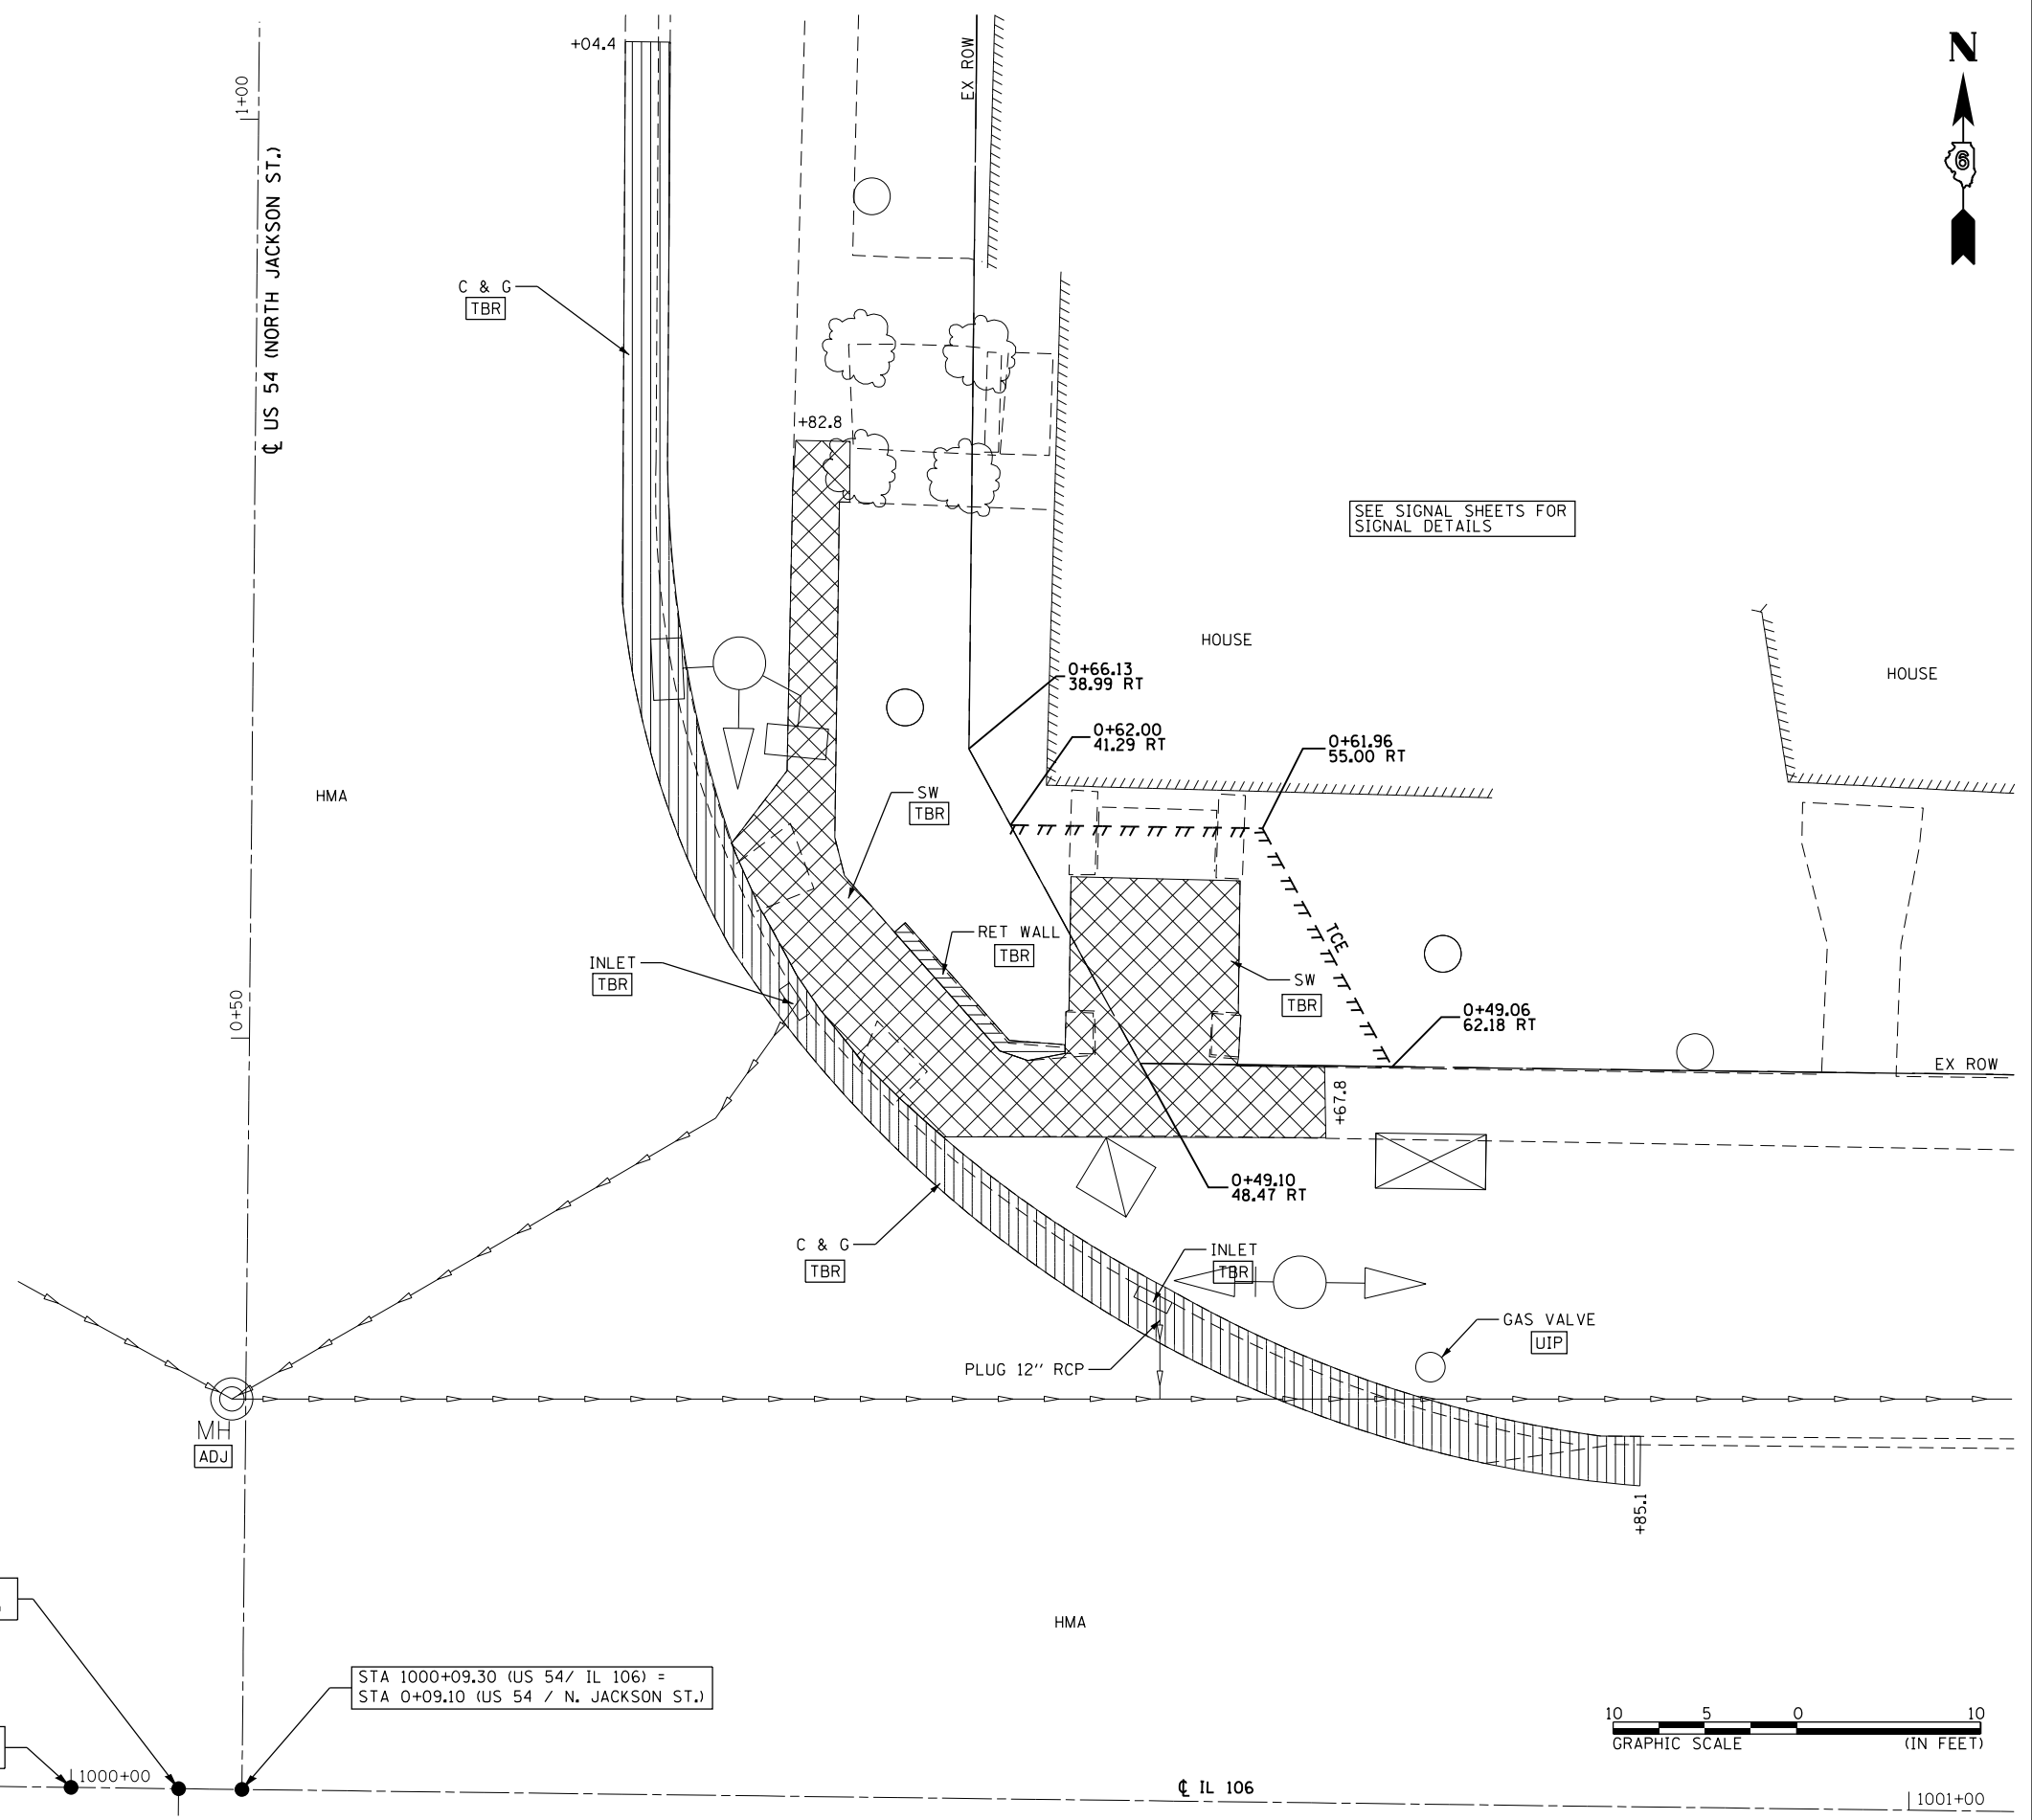 +04.4
EX ROW
N
6
1+00
℄ US 54 (NORTH JACKSON ST.)
C & G
TBR
+82.8
SEE SIGNAL SHEETS FOR
SIGNAL DETAILS
HOUSE
HOUSE
0+66.13
38.99 RT
0+62.00
41.29 RT
0+61.96
55.00 RT
HMA
SW
TBR
RET WALL
TBR
TCE
INLET
TBR
SW
TBR
0+50
0+49.06
62.18 RT
EX ROW
+67.8
0+49.10
48.47 RT
C & G
TBR
INLET
TBR
GAS VALVE
UIP
PLUG 12'' RCP
MH
ADJ
+85.1
HMA
STA 1000+09.30 (US 54/ IL 106) =
STA 0+09.10 (US 54 / N. JACKSON ST.)
10 5 0 10
GRAPHIC SCALE (IN FEET)
1000+00
℄ IL 106
1001+00